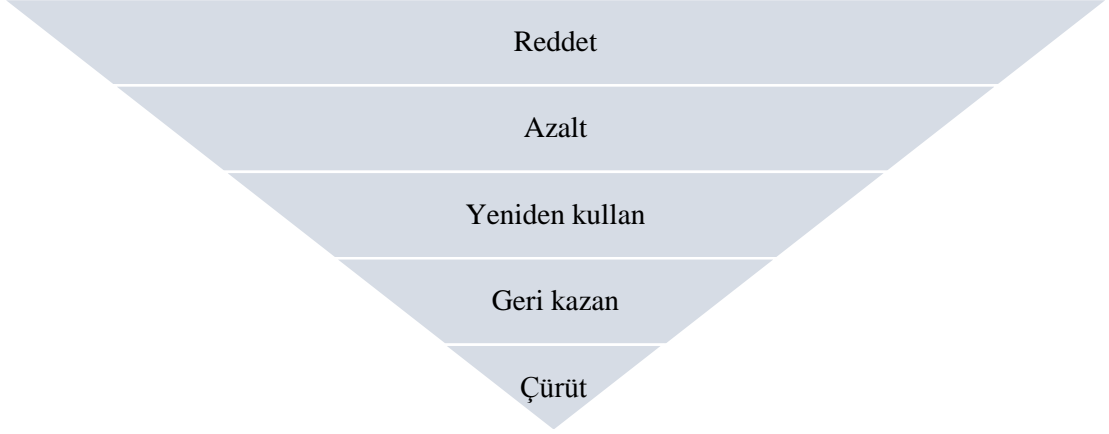 Reddet
Azalt
Yeniden kullan
Geri kazan
Çürüt